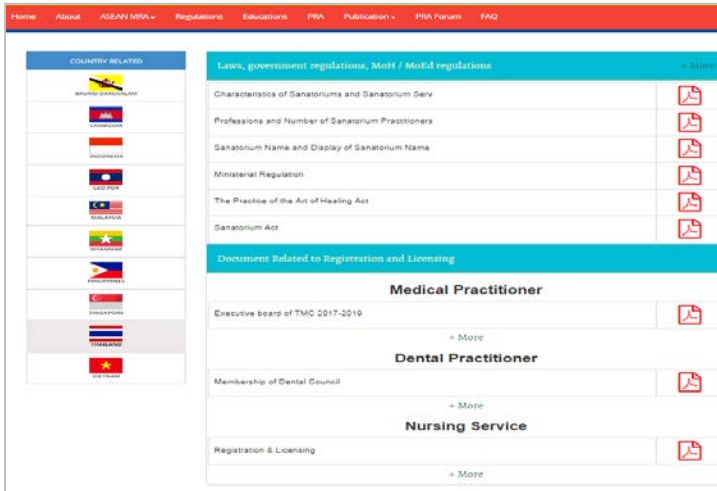 Home About ASEAN MRA Regulations Educations PRA Publication PRA Forum FAQ
COUNTRY RELATED
BRUNEI DARUSSALAM
CAMBODIA
INDONESIA
LAO PDR
MALAYSIA
MYANMAR
PHILIPPINES
SINGAPORE
THAILAND
VIETNAM
Laws, government regulations, MoH / MoEd regulations + More
Characteristics of Sanatoriums and Sanatorium Serv
Professions and Number of Sanatorium Practitioners
Sanatorium Name and Display of Sanatorium Name
Ministerial Regulation
The Practice of the Art of Healing Act
Sanatorium Act
Document Related to Registration and Licensing
Medical Practitioner
Executive board of TMC 2017-2019
+ More
Dental Practitioner
Membership of Dental Council
+ More
Nursing Service
Registration & Licensing
+ More